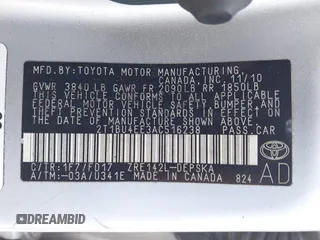 MFD.BY:TOYOTA MOTOR MANUFACTURING
CANADA, INC. 11/10
GVWR 3840LB GAWR FR 2090LB RR 1850LB
THIS VEHICLE CONFORMS TO ALL APPLICABLE
FEDERAL MOTOR VEHICLE SAFETY, BUMPER, AND
THEFT PREVENTION STANDARDS IN EFFECT ON
THE DATE OF MANUFACTURE SHOWN ABOVE.
2T1BU4EE3AC516238 PASS.CAR
C/TR:1F7/FD17 ZRE142L-DEPSKA
A/TM:-03A/U341E MADE IN CANADA 824
TOYOTA
AD
DREAMBID